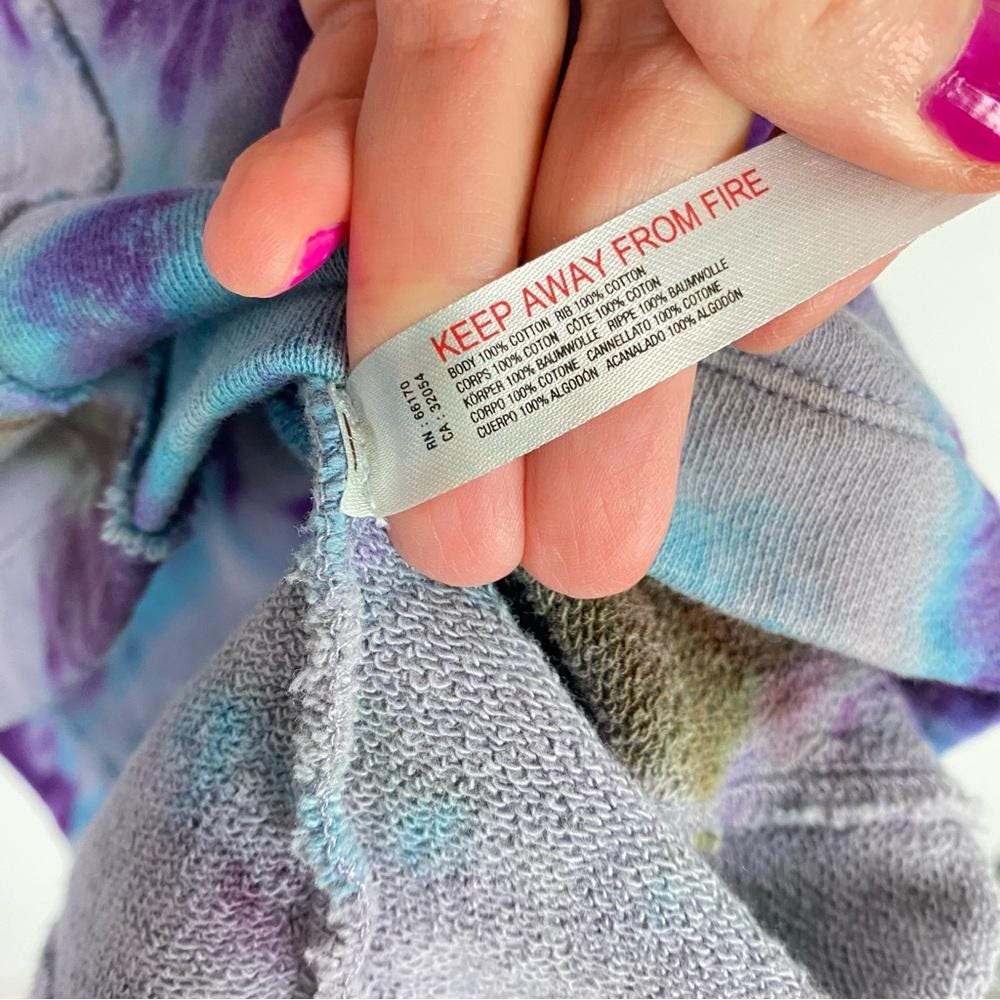 KEEP AWAY FROM FIRE
BODY 100% COTTON RIB 100% COTTON
CORPS 100% COTON CÔTE 100% COTON
KÖRPER 100% BAUMWOLLE RIPPE 100% BAUMWOLLE
CORPO 100% COTONE CANNELLATO 100% COTONE
CUERPO 100% ALGODÓN ACANALADO 100% ALGODÓN
RN : 66170
CA : 32054